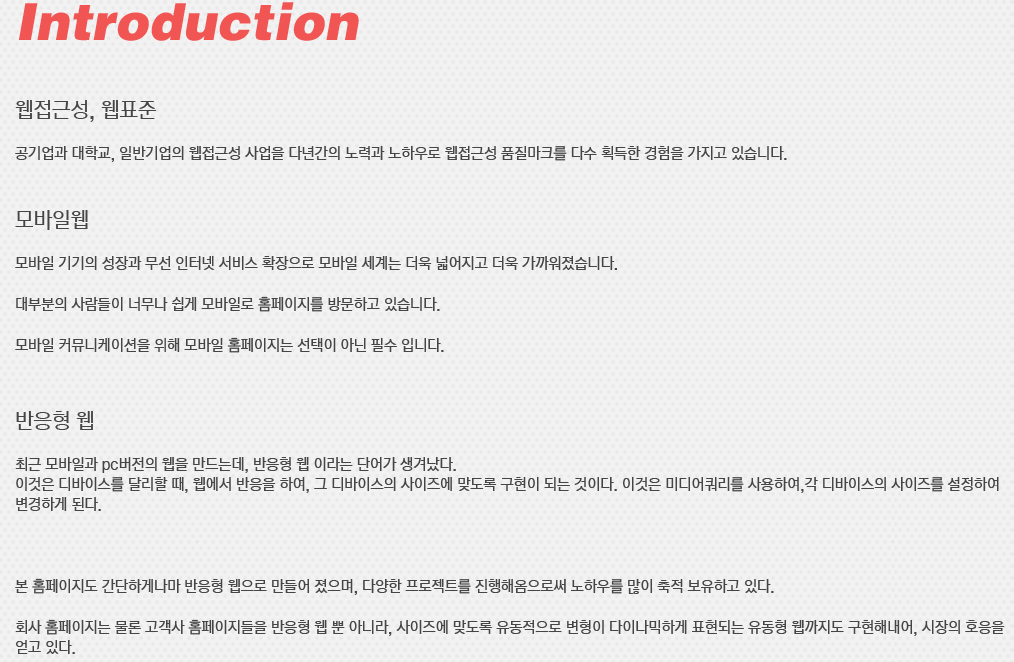 Introduction
웹접근성, 웹표준
공기업과 대학교, 일반기업의 웹접근성 사업을 다년간의 노력과 노하우로 웹접근성 품질마크를 다수 획득한 경험을 가지고 있습니다.
모바일웹
모바일 기기의 성장과 무선 인터넷 서비스 확장으로 모바일 세계는 더욱 넓어지고 더욱 가까워졌습니다.
대부분의 사람들이 너무나 쉽게 모바일로 홈페이지를 방문하고 있습니다.
모바일 커뮤니케이션을 위해 모바일 홈페이지는 선택이 아닌 필수 입니다.
반응형 웹
최근 모바일과 pc버전의 웹을 만드는데, 반응형 웹 이라는 단어가 생겨났다.
이것은 디바이스를 달리할 때, 웹에서 반응을 하여, 그 디바이스의 사이즈에 맞도록 구현이 되는 것이다. 이것은 미디어쿼리를 사용하여,각 디바이스의 사이즈를 설정하여
변경하게 된다.
본 홈페이지도 간단하게나마 반응형 웹으로 만들어 졌으며, 다양한 프로젝트를 진행해옴으로써 노하우를 많이 축적 보유하고 있다.
회사 홈페이지는 물론 고객사 홈페이지들을 반응형 웹 뿐 아니라, 사이즈에 맞도록 유동적으로 변형이 다이나믹하게 표현되는 유동형 웹까지도 구현해내어, 시장의 호응을
얻고 있다.